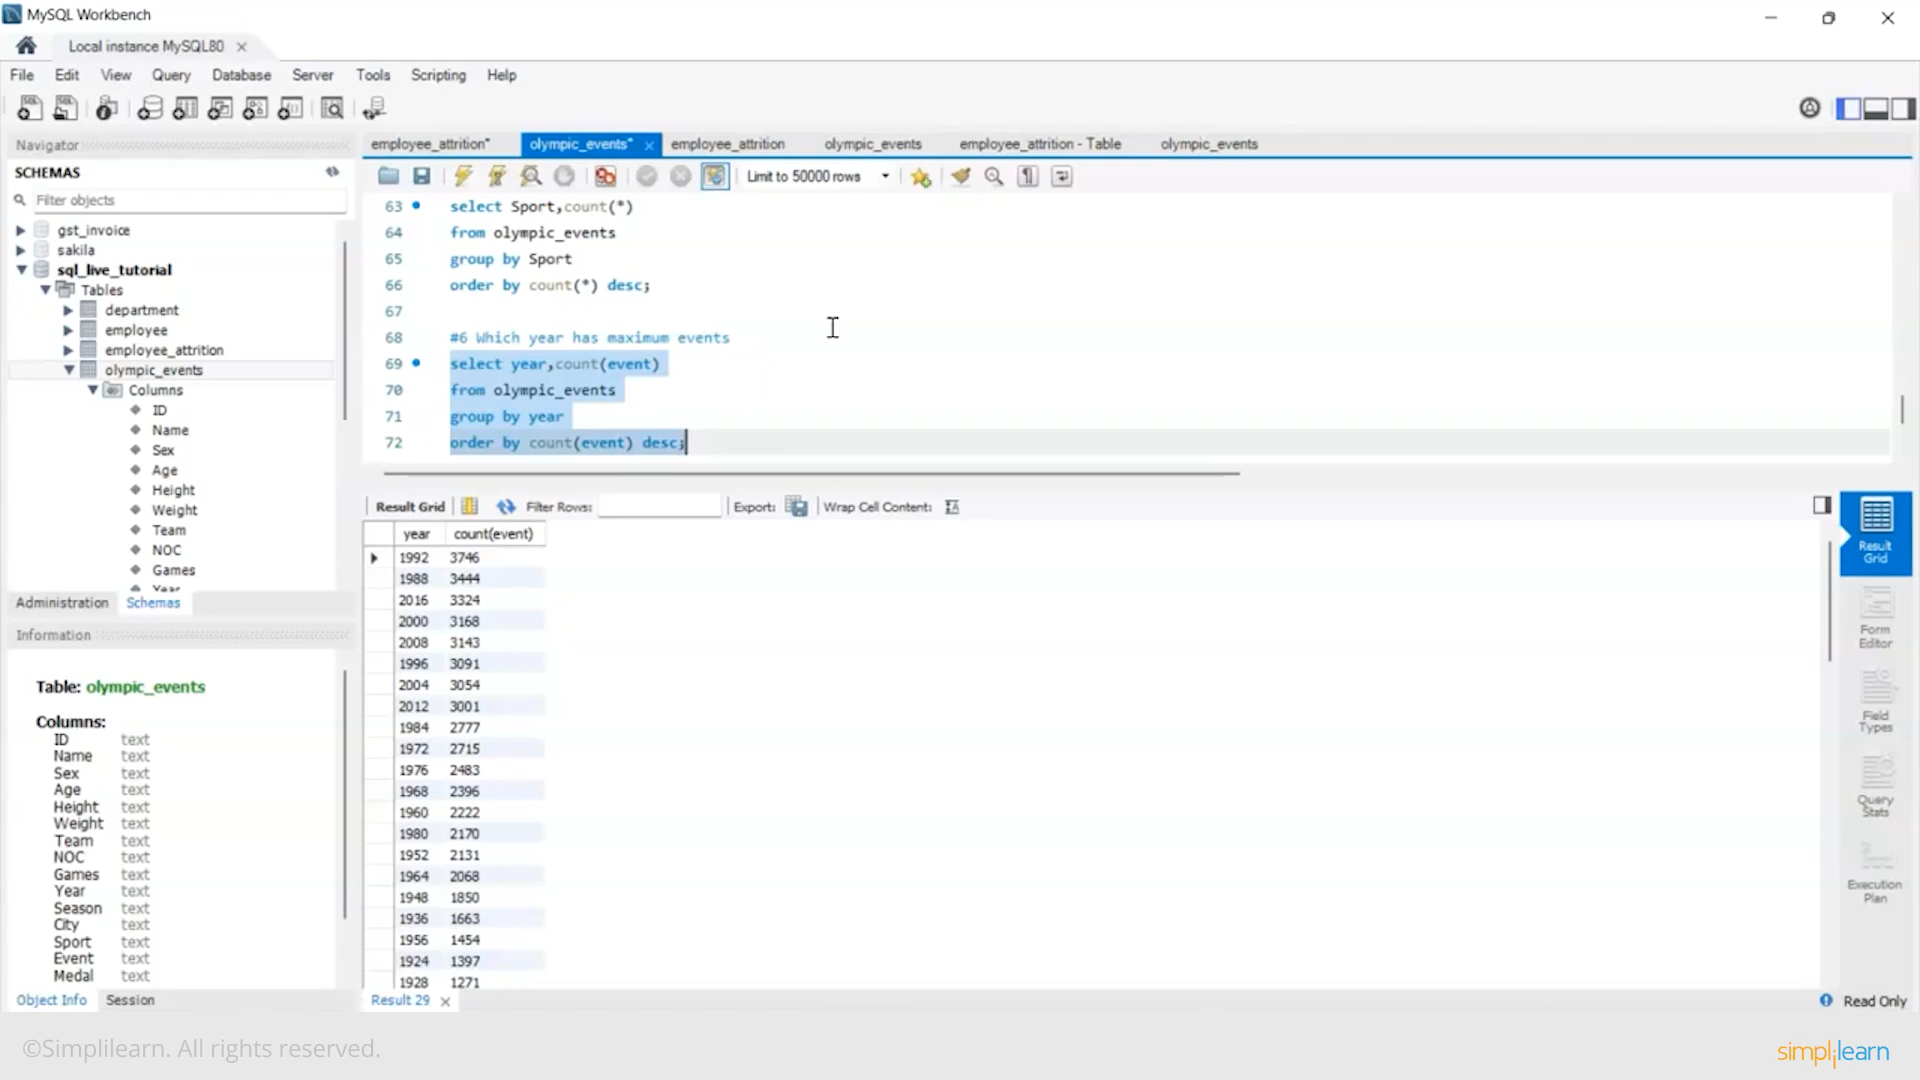 MySQL Workbench
Local instance MySQL80
File Edit View Query Database Server Tools Scripting Help
Navigator
SCHEMAS
Filter objects
gst_invoice
sakila
sql_live_tutorial
Tables
department
employee
employee_attrition
olympic_events
Columns
ID
Name
Sex
Age
Height
Weight
Team
NOC
Games
Year
Administration Schemas
Information
Table: olympic_events
Columns:
ID text
Name text
Sex text
Age text
Height text
Weight text
Team text
NOC text
Games text
Year text
Season text
City text
Sport text
Event text
Medal text
Object Info Session
employee_attrition* olympic_events* employee_attrition olympic_events employee_attrition - Table olympic_events
Limit to 50000 rows
63 select Sport,count(*)
64 from olympic_events
65 group by Sport
66 order by count(*) desc;
67
68 #6 Which year has maximum events
69 select year,count(event)
70 from olympic_events
71 group by year
72 order by count(event) desc;
Result Grid Filter Rows: Export: Wrap Cell Content:
year count(event)
1992 3746
1988 3444
2016 3324
2000 3168
2008 3143
1996 3091
2004 3054
2012 3001
1984 2777
1972 2715
1976 2483
1968 2396
1960 2222
1980 2170
1952 2131
1964 2068
1948 1850
1936 1663
1956 1454
1924 1397
1928 1271
Result 29
Result
Grid
Form
Editor
Field
Types
Query
Stats
Execution
Plan
Read Only
©Simplilearn. All rights reserved.
simplilearn